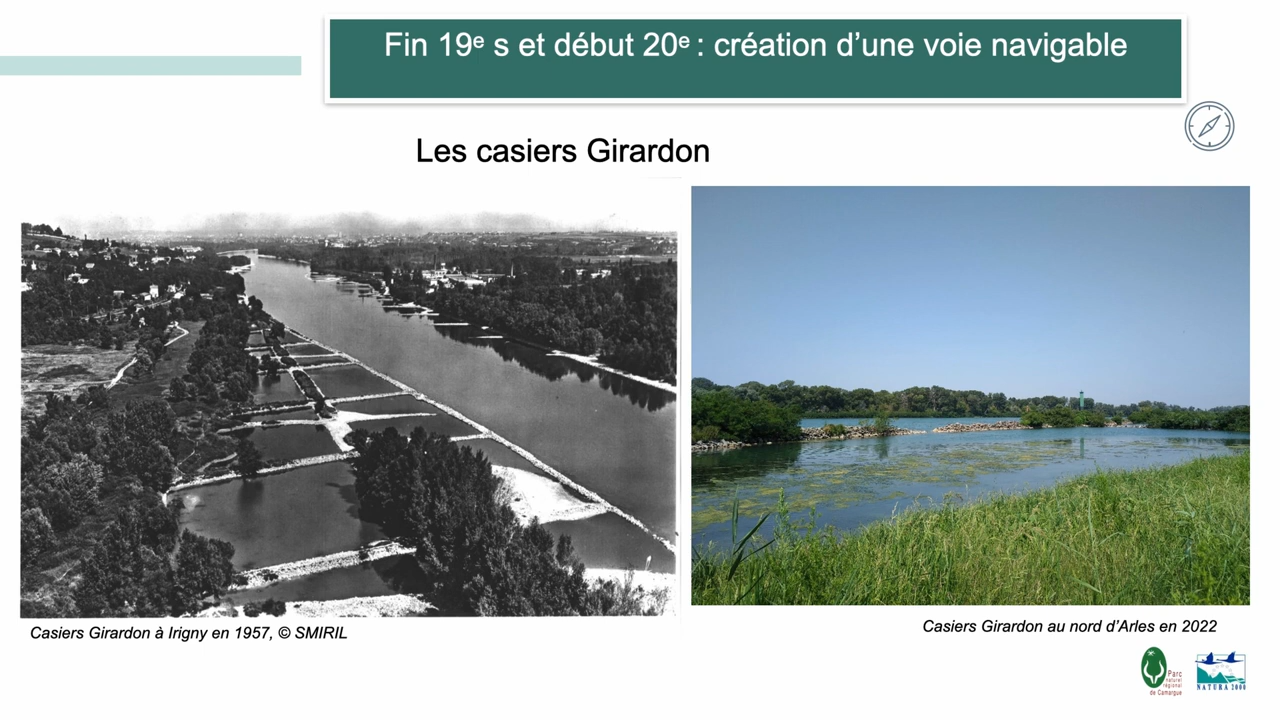 Fin 19e s et début 20e : création d’une voie navigable
Les casiers Girardon
Casiers Girardon à Irigny en 1957, © SMIRIL
Casiers Girardon au nord d’Arles en 2022
Parc
naturel
régional
de Camargue
NATURA 2000